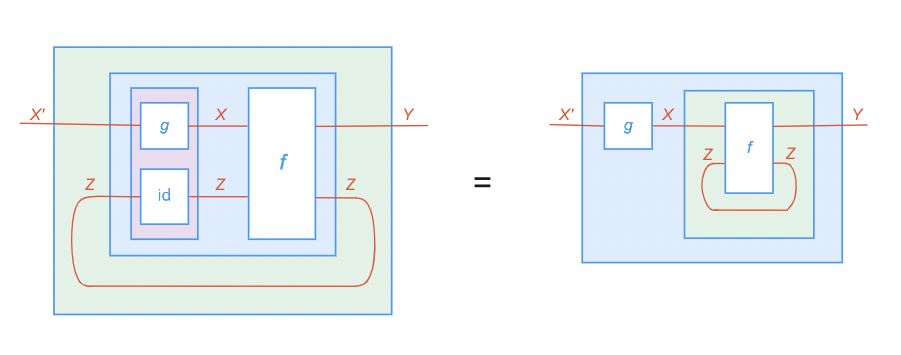 X' g X f Y
Z id Z Z
=
X' g X f Y
Z Z